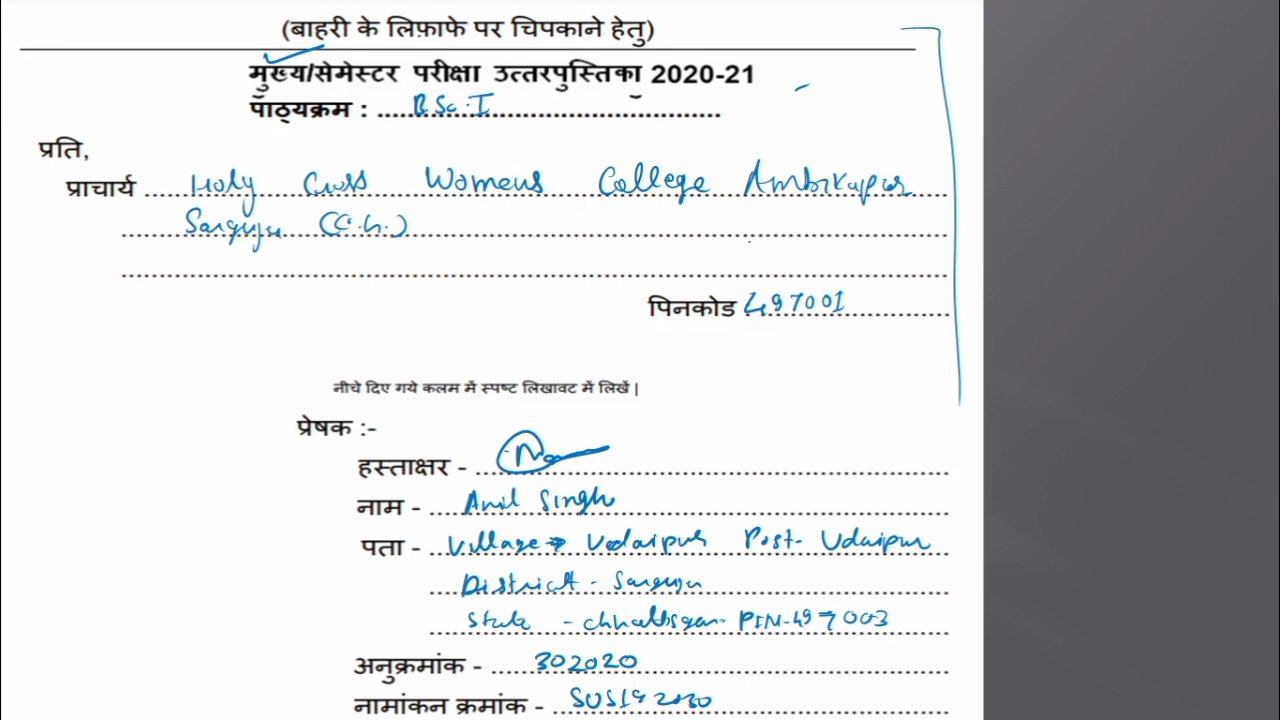 (बाहरी के लिफ़ाफे पर चिपकाने हेतु)
मुख्य/सेमेस्टर परीक्षा उत्तरपुस्तिका 2020-21
पाॅठ्यक्रम : B.Sc.I
प्रति,
प्राचार्य Holy Cross Womens College Ambikapur
Surguja (C.G.)
पिनकोड 497001
नीचे दिए गये कलम में स्पष्ट लिखावट में लिखें |
प्रेषक :-
हस्ताक्षर -
नाम - Anil Singh
पता - Village Udaipur Post- Udaipur
District - Surguja
State - Chhattisgarh PIN-497003
अनुक्रमांक - 302020
नामांकन क्रमांक -